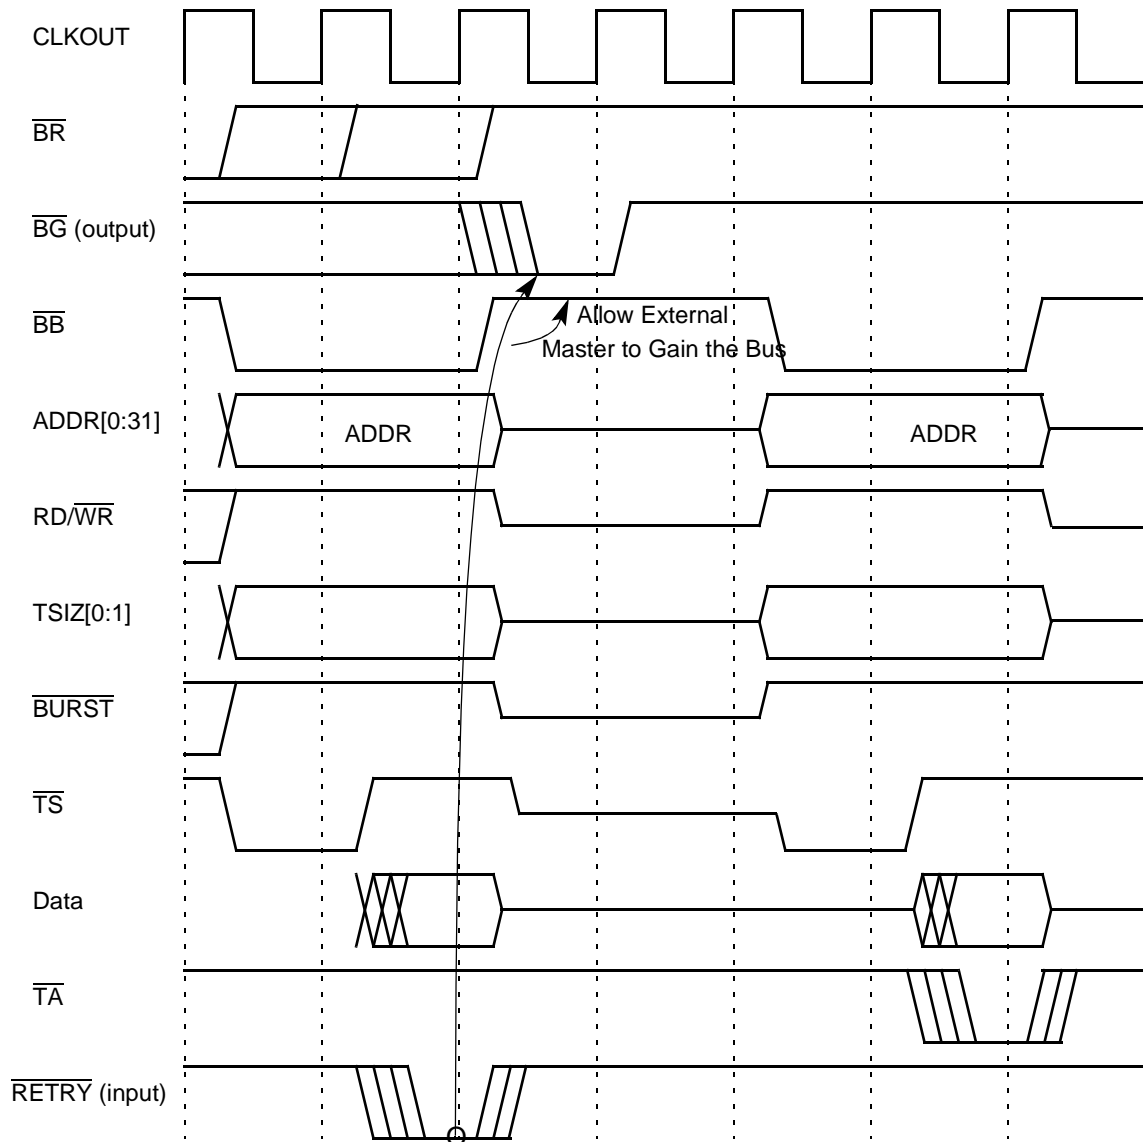 CLKOUT
BR
BG (output)
BB
Allow External
Master to Gain the Bus
ADDR[0:31]
ADDR
ADDR
RD/WR
TSIZ[0:1]
BURST
TS
Data
TA
RETRY (input)